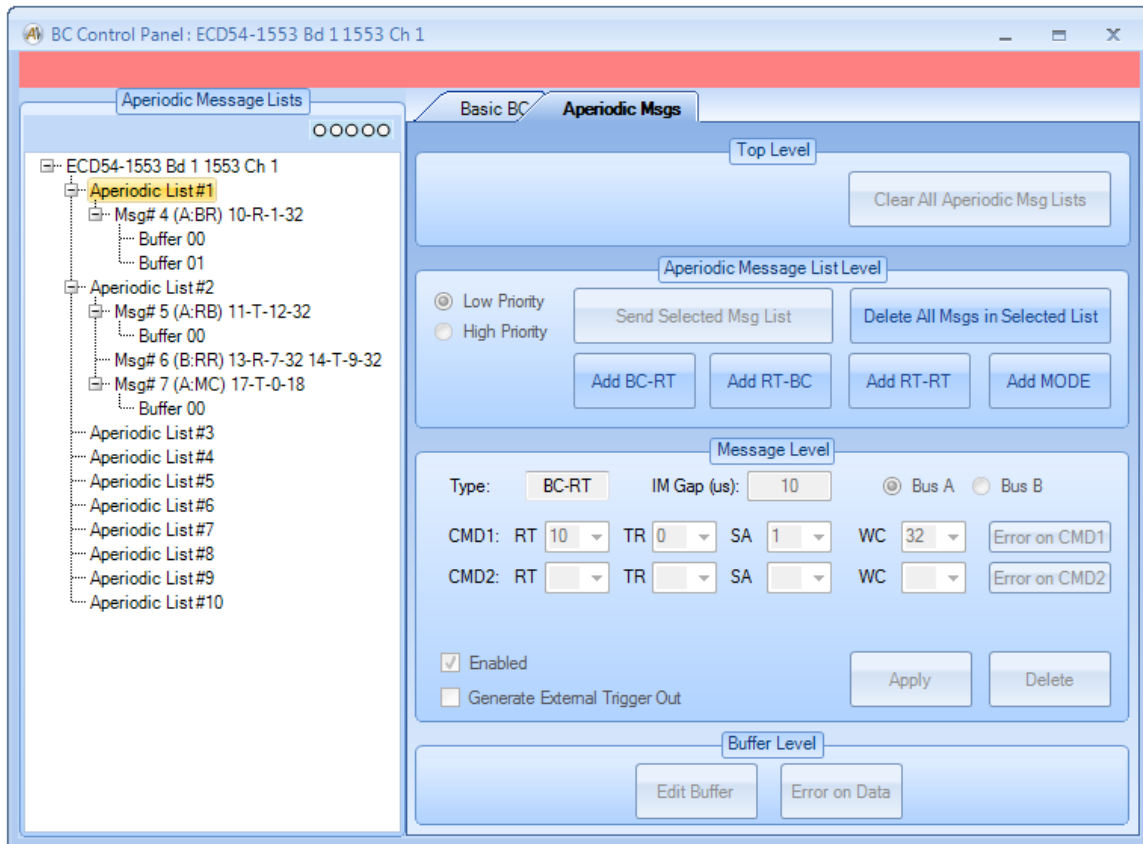 BC Control Panel : ECD54-1553 Bd 1 1553 Ch 1
Aperiodic Message Lists
ECD54-1553 Bd 1 1553 Ch 1
Aperiodic List #1
Msg# 4 (A:BR) 10-R-1-32
Buffer 00
Buffer 01
Aperiodic List #2
Msg# 5 (A:RB) 11-T-12-32
Buffer 00
Msg# 6 (B:RR) 13-R-7-32 14-T-9-32
Msg# 7 (A:MC) 17-T-0-18
Buffer 00
Aperiodic List #3
Aperiodic List #4
Aperiodic List #5
Aperiodic List #6
Aperiodic List #7
Aperiodic List #8
Aperiodic List #9
Aperiodic List #10
Basic BC Aperiodic Msgs
Top Level
Clear All Aperiodic Msg Lists
Aperiodic Message List Level
Low Priority Send Selected Msg List Delete All Msgs in Selected List
High Priority
Add BC-RT Add RT-BC Add RT-RT Add MODE
Message Level
Type: BC-RT IM Gap (us): 10 Bus A Bus B
CMD1: RT 10 TR 0 SA 1 WC 32 Error on CMD1
CMD2: RT TR SA WC Error on CMD2
Enabled
Generate External Trigger Out
Apply Delete
Buffer Level
Edit Buffer Error on Data